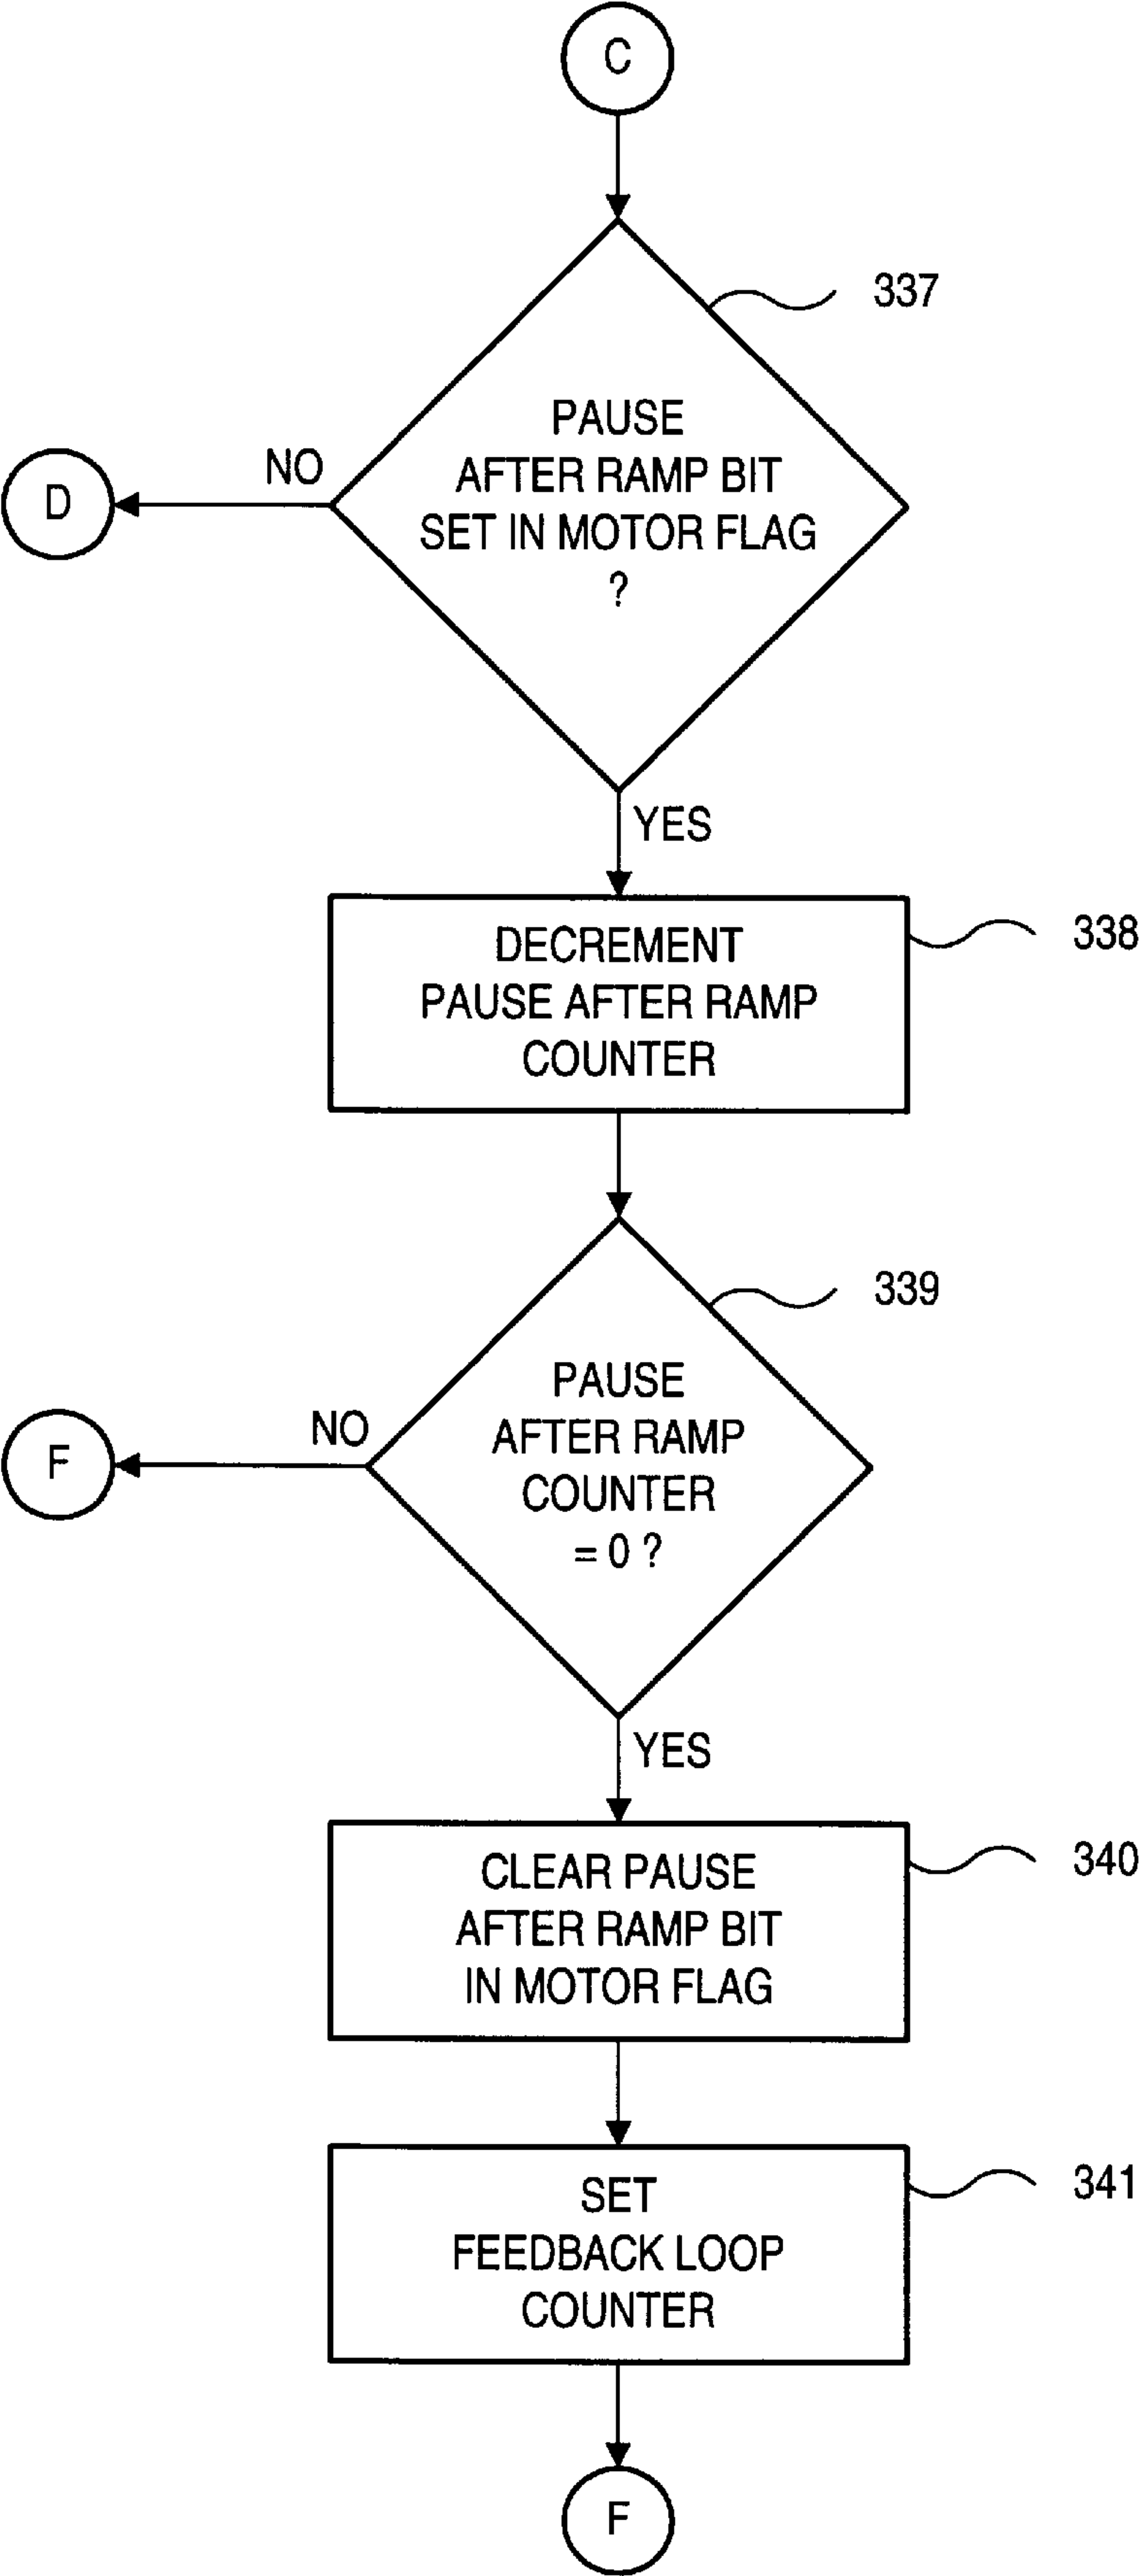 C
337
PAUSE
AFTER RAMP BIT
SET IN MOTOR FLAG
?
NO
D
YES
338
DECREMENT
PAUSE AFTER RAMP
COUNTER
339
PAUSE
AFTER RAMP
COUNTER
= 0 ?
NO
F
YES
340
CLEAR PAUSE
AFTER RAMP BIT
IN MOTOR FLAG
341
SET
FEEDBACK LOOP
COUNTER
F